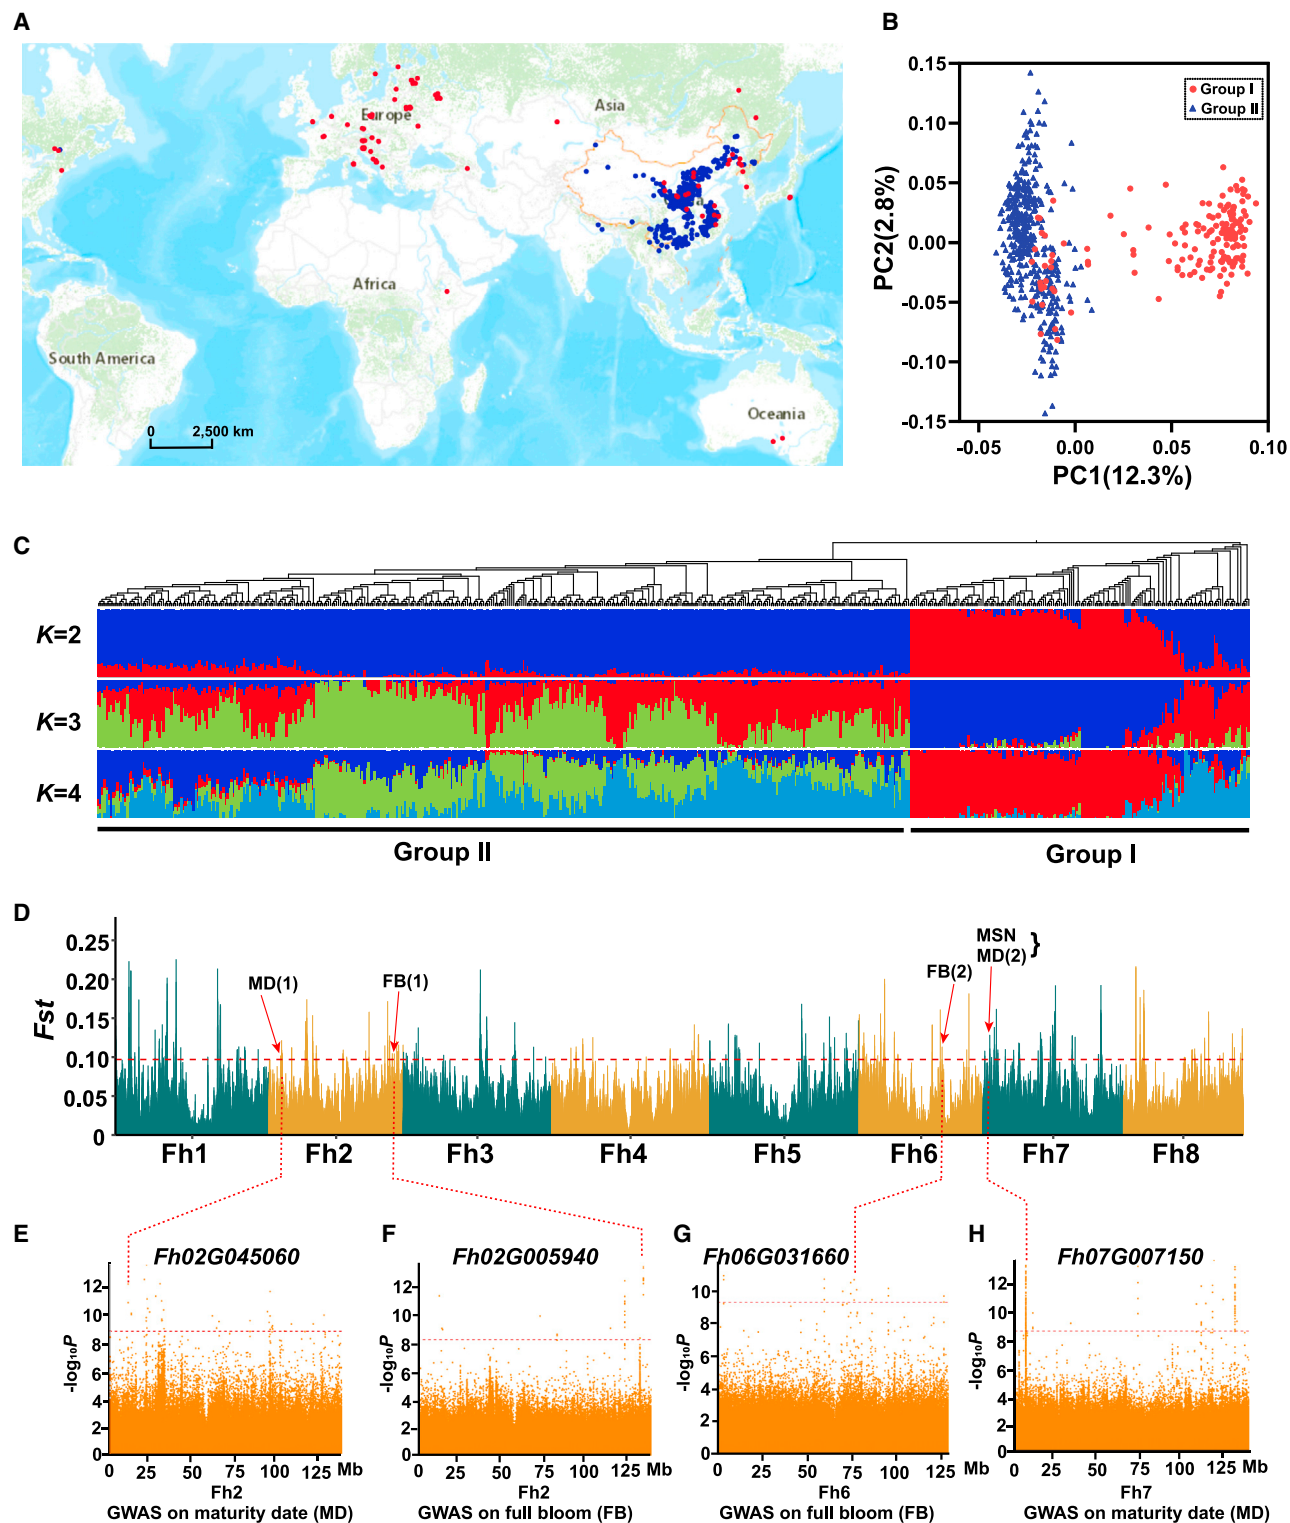 A
Europe
Asia
Africa
South America
Oceania
0 2,500 km
B
0.15
0.10
0.05
0.00
-0.05
-0.10
-0.15
PC2(2.8%)
Group I
Group II
-0.05 0.00 0.05 0.10
PC1(12.3%)
C
K=2
K=3
K=4
Group II Group I
D
Fst
0.25
0.20
0.15
0.10
0.05
0
MD(1)
FB(1)
FB(2)
MSN
MD(2)
}
Fh1 Fh2 Fh3 Fh4 Fh5 Fh6 Fh7 Fh8
E
Fh02G045060
-log₁₀P
12
10
8
6
4
2
0
0 25 50 75 100 125 Mb
Fh2
GWAS on maturity date (MD)
F
Fh02G005940
12
10
8
6
4
2
0
-log₁₀P
0 25 50 75 100 125 Mb
Fh2
GWAS on full bloom (FB)
G
Fh06G031660
10
8
6
4
2
0
-log₁₀P
0 25 50 75 100 125 Mb
Fh6
GWAS on full bloom (FB)
H
Fh07G007150
12
10
8
6
4
2
0
-log₁₀P
0 25 50 75 100 125 Mb
Fh7
GWAS on maturity date (MD)